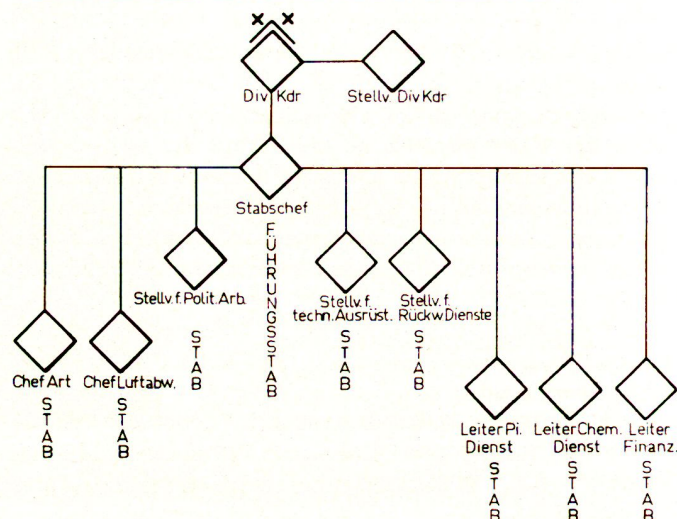 x x
Div. Kdr
Stellv. Div Kdr
Stabschef
FÜHRUNGSSTAB
Stellv. f. Polit. Arb.
STAB
Stellv. f.
techn. Ausrüst.
STAB
Stellv. f.
Rückw. Dienste
STAB
Chef Art
STAB
Chef Luftabw.
STAB
Leiter Pi.
Dienst
STAB
Leiter Chem.
Dienst
STAB
Leiter
Finanz.
STAB